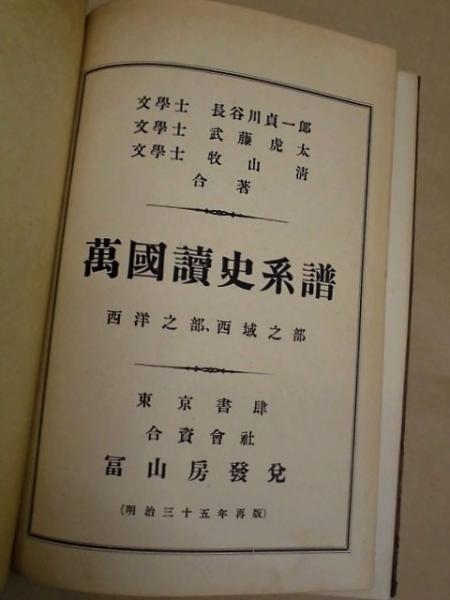 文學士 長谷川貞一郎
文學士 武藤虎太
文學士 牧山清
合著
萬國讀史系譜
西洋之部、西域之部
東京書肆
合資會社
冨山房發兌
(明治三十五年再版)